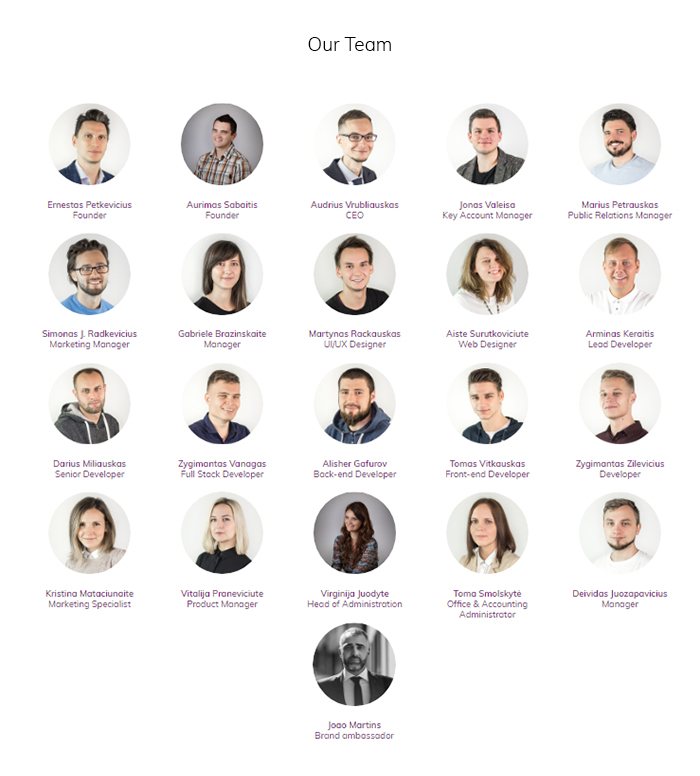 Our Team
Ernestas Petkevicius
Founder
Aurimas Sabaitis
Founder
Audrius Vrubliauskas
CEO
Jonas Valeisa
Key Account Manager
Marius Petrauskas
Public Relations Manager
Simonas J. Radkevicius
Marketing Manager
Gabriele Brazinskaite
Manager
Martynas Rackauskas
UI/UX Designer
Aiste Surutkoviciute
Web Designer
Arminas Keraitis
Lead Developer
Darius Miliauskas
Senior Developer
Zygimantas Vanagas
Full Stack Developer
Alisher Gafurov
Back-end Developer
Tomas Vitkauskas
Front-end Developer
Zygimantas Zilevicius
Developer
Kristina Mataciunaite
Marketing Specialist
Vitalija Praneviciute
Product Manager
Virginija Juodyte
Head of Administration
Toma Smolskytė
Office & Accounting
Administrator
Deividas Juozapavicius
Manager
Joao Martins
Brand ambassador